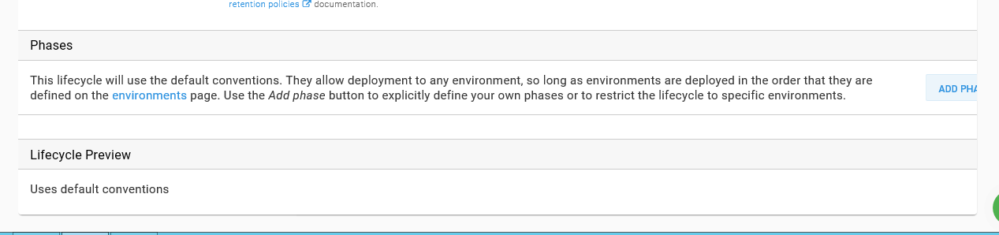 retention policies documentation.
Phases
This lifecycle will use the default conventions. They allow deployment to any environment, so long as environments are deployed in the order that they are
defined on the environments page. Use the Add phase button to explicitly define your own phases or to restrict the lifecycle to specific environments.
ADD PHA
Lifecycle Preview
Uses default conventions